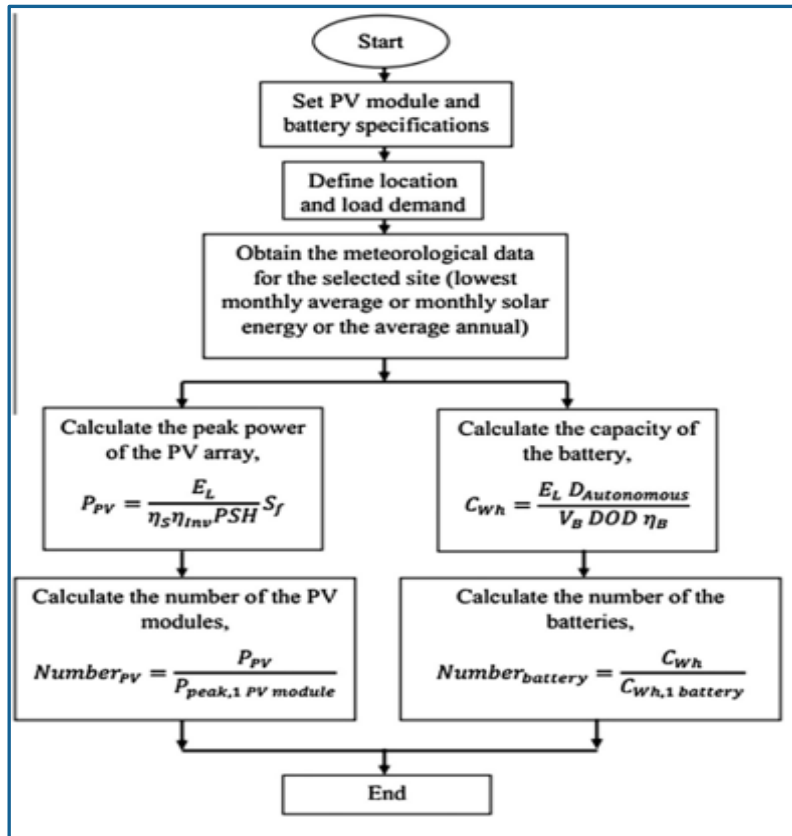 Start
Set PV module and
battery specifications
Define location
and load demand
Obtain the meteorological data
for the selected site (lowest
monthly average or monthly solar
energy or the average annual)
Calculate the peak power
of the PV array,
P_PV = E_L / (η_S η_Inv PSH) S_f
Calculate the number of the PV
modules,
Number_PV = P_PV / P_peak,1 PV module
Calculate the capacity of
the battery,
C_Wh = E_L D_Autonomous / (V_B DOD η_B)
Calculate the number of the
batteries,
Number_battery = C_Wh / C_Wh,1 battery
End